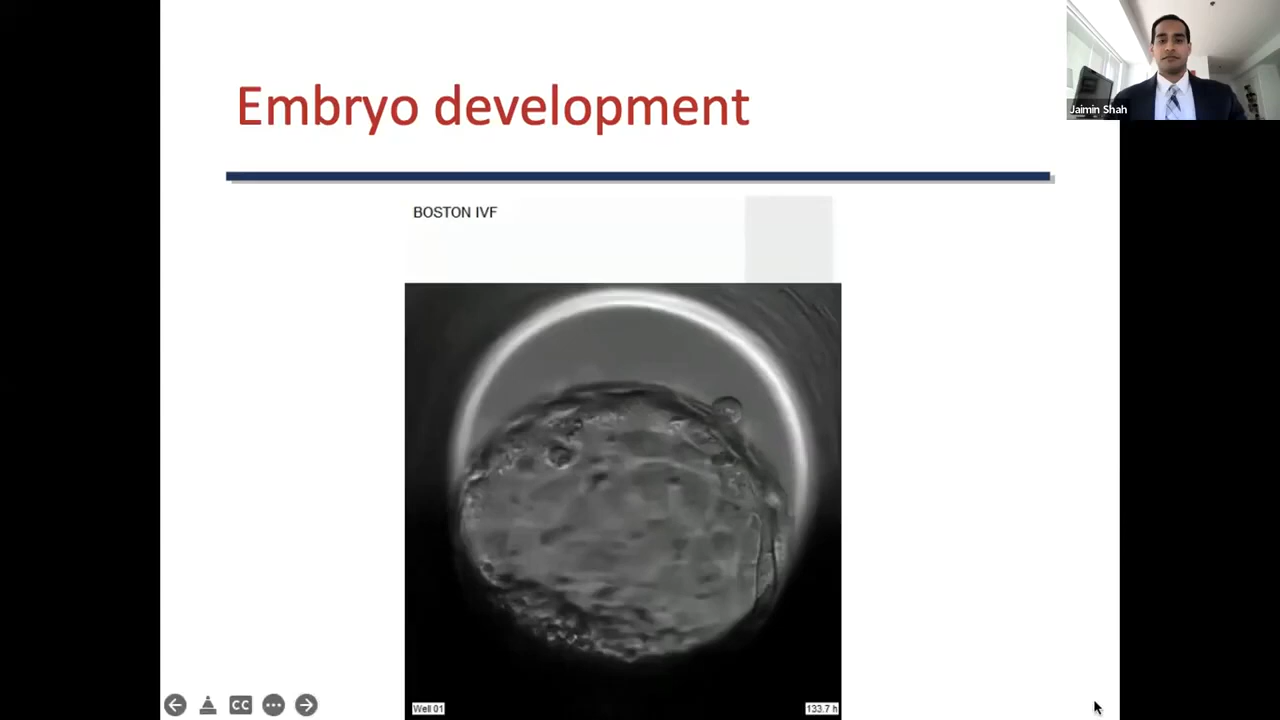 Embryo development
Jaimin Shah
BOSTON IVF
Well 01
133.7 h
CC